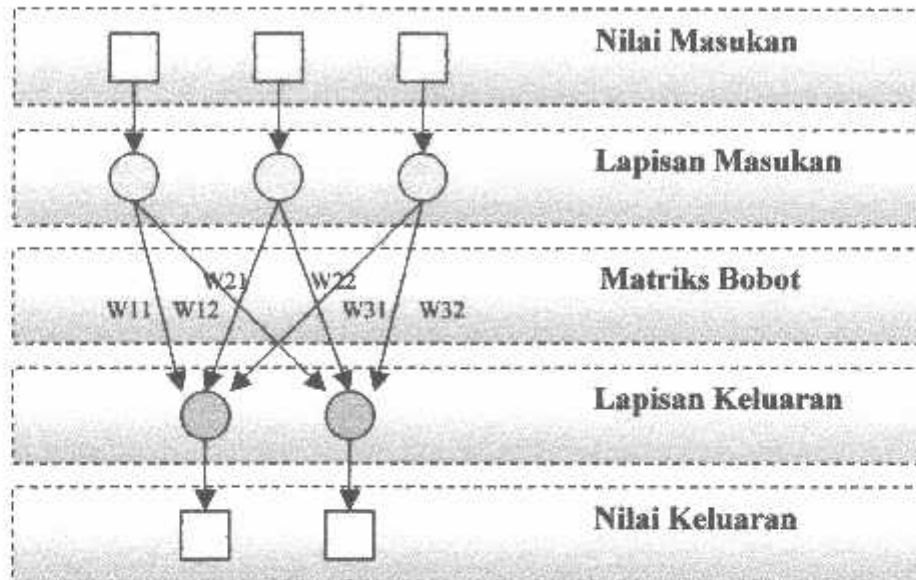 Nilai Masukan
Lapisan Masukan
W21
W22
Matriks Bobot
W11
W12
W31
W32
Lapisan Keluaran
Nilai Keluaran